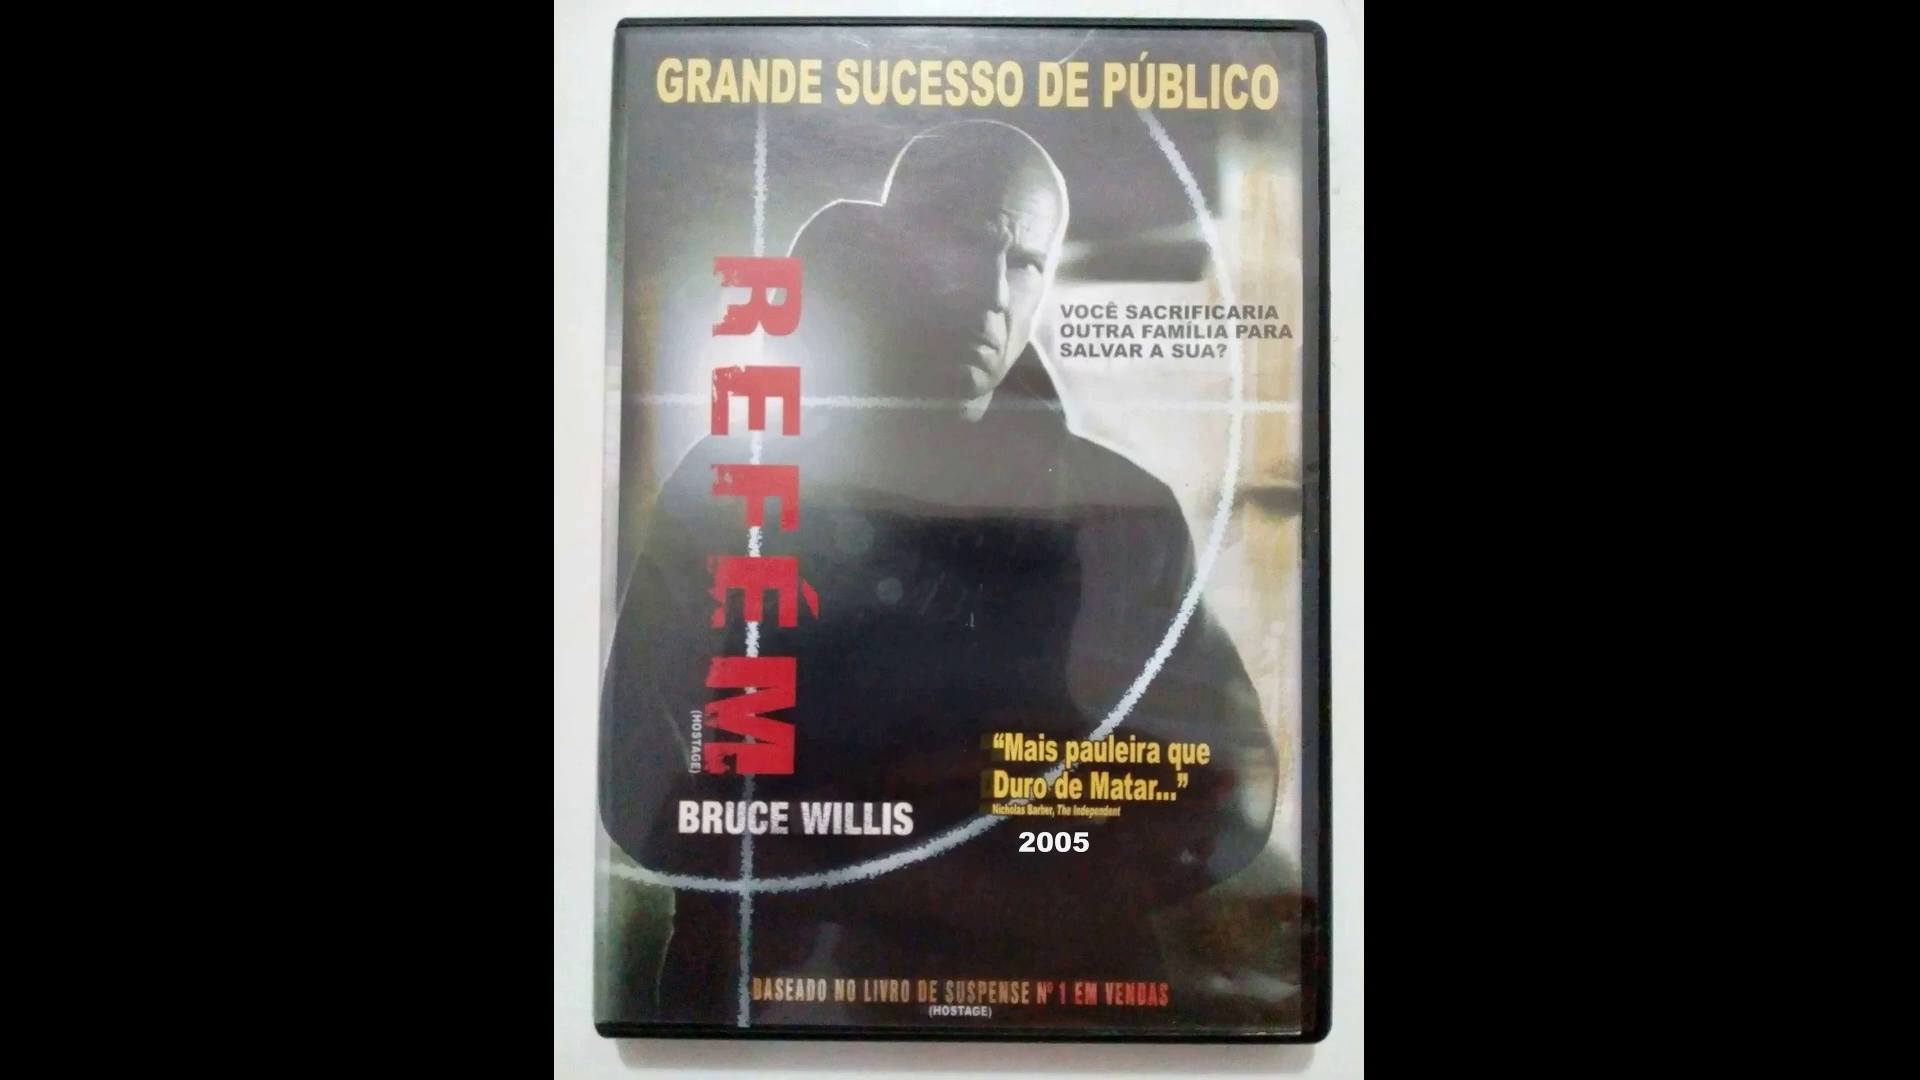 GRANDE SUCESSO DE PÚBLICO
VOCÊ SACRIFICARIA
OUTRA FAMÍLIA PARA
SALVAR A SUA?
REFÉM
(HOSTAGE)
“Mais pauleira que
Duro de Matar...”
Nicholas Barber, The Independent
BRUCE WILLIS
2005
BASEADO NO LIVRO DE SUSPENSE Nº 1 EM VENDAS
(HOSTAGE)